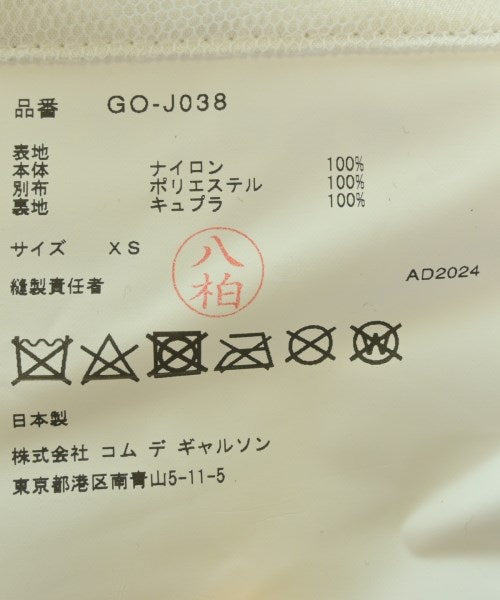 品番 GO-J038
表地
本体 ナイロン 100%
別布 ポリエステル 100%
裏地 キュプラ 100%
サイズ XS
縫製責任者
八柏
AD2024
W
日本製
株式会社 コム デ ギャルソン
東京都港区南青山5-11-5